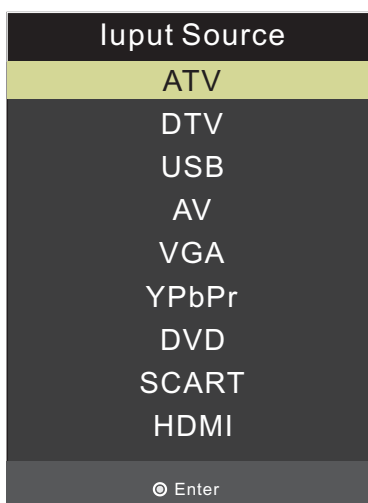 Iuput Source
ATV
DTV
USB
AV
VGA
YPbPr
DVD
SCART
HDMI
Enter